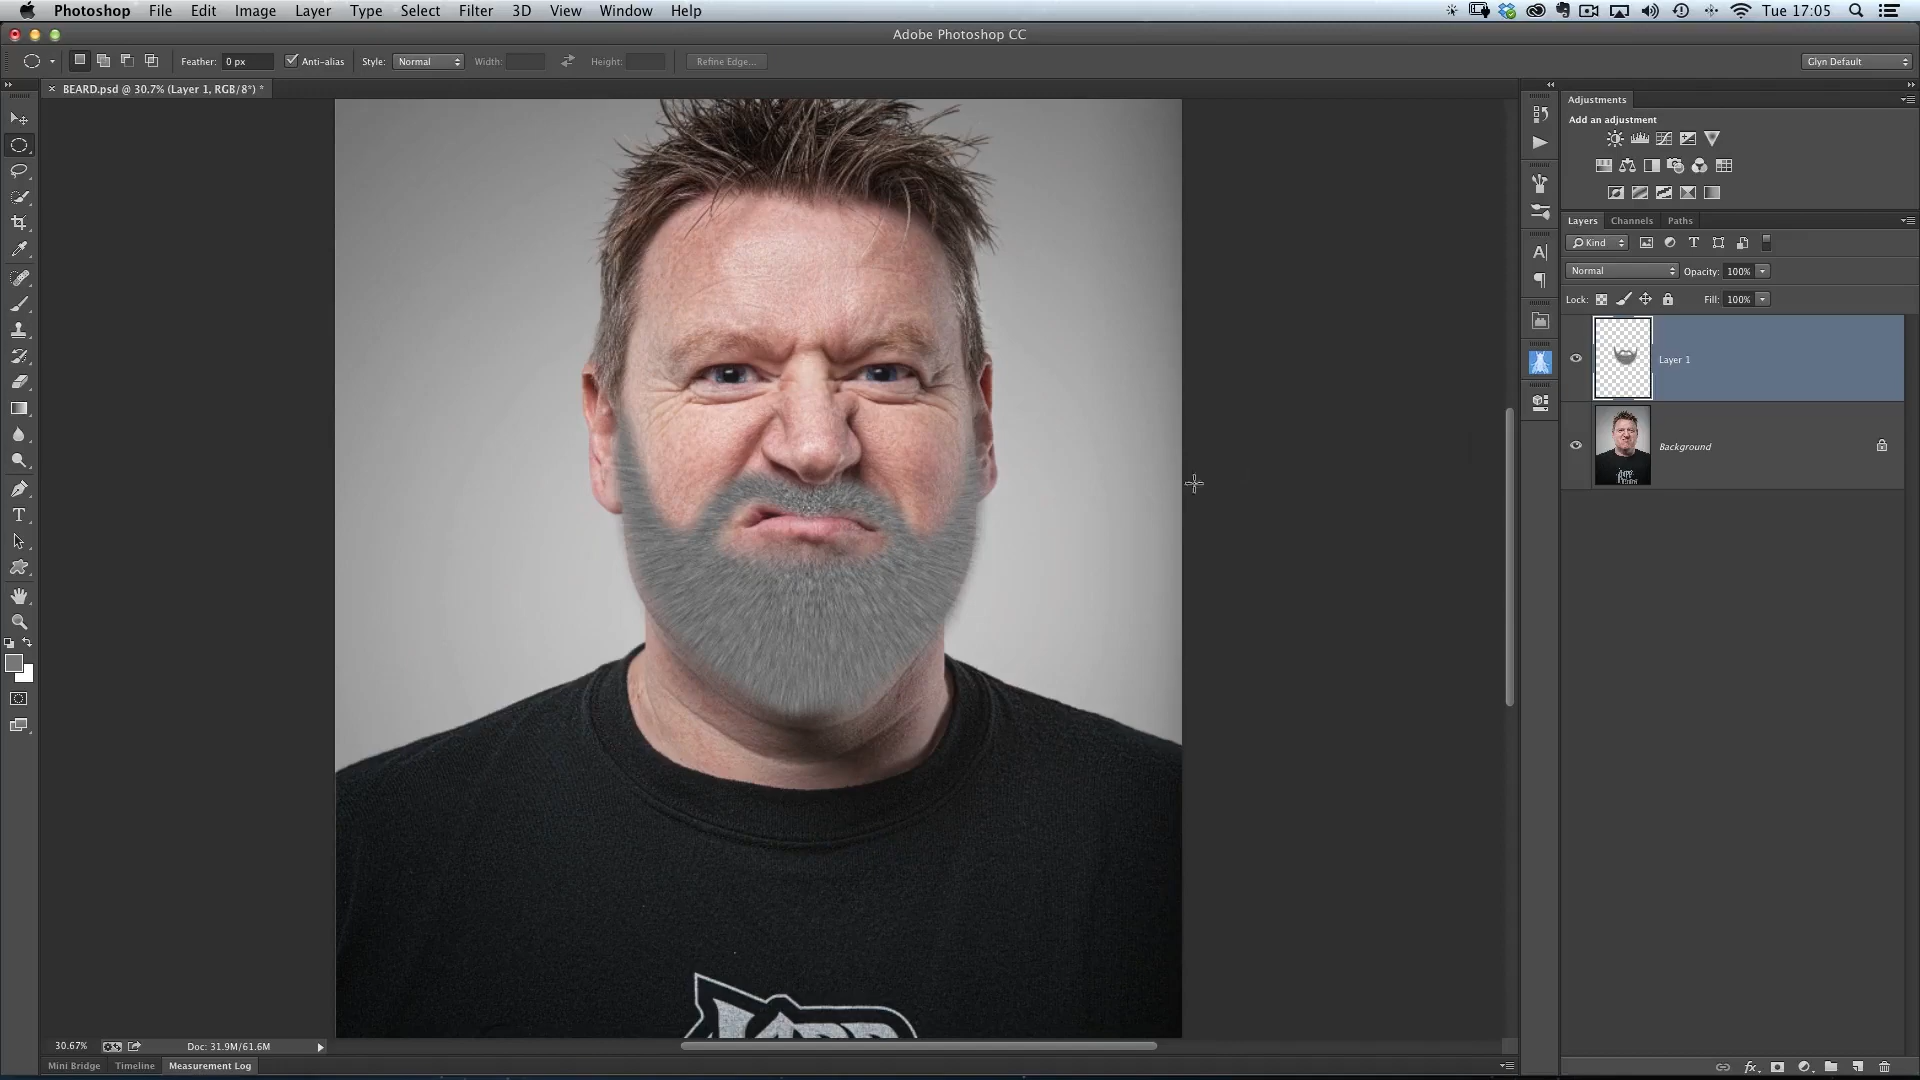 Photoshop File Edit Image Layer Type Select Filter 3D View Window Help Tue 17:05
Adobe Photoshop CC
Feather: 0 px Anti-alias Style: Normal Width: Height: Refine Edge... Glyn Default
× BEARD.psd @ 30.7% (Layer 1, RGB/8*) *
Adjustments
Add an adjustment
Layers Channels Paths
Kind
Normal Opacity: 100%
Lock: Fill: 100%
Layer 1
Background
30.67% Doc: 31.9M/61.6M
Mini Bridge Timeline Measurement Log